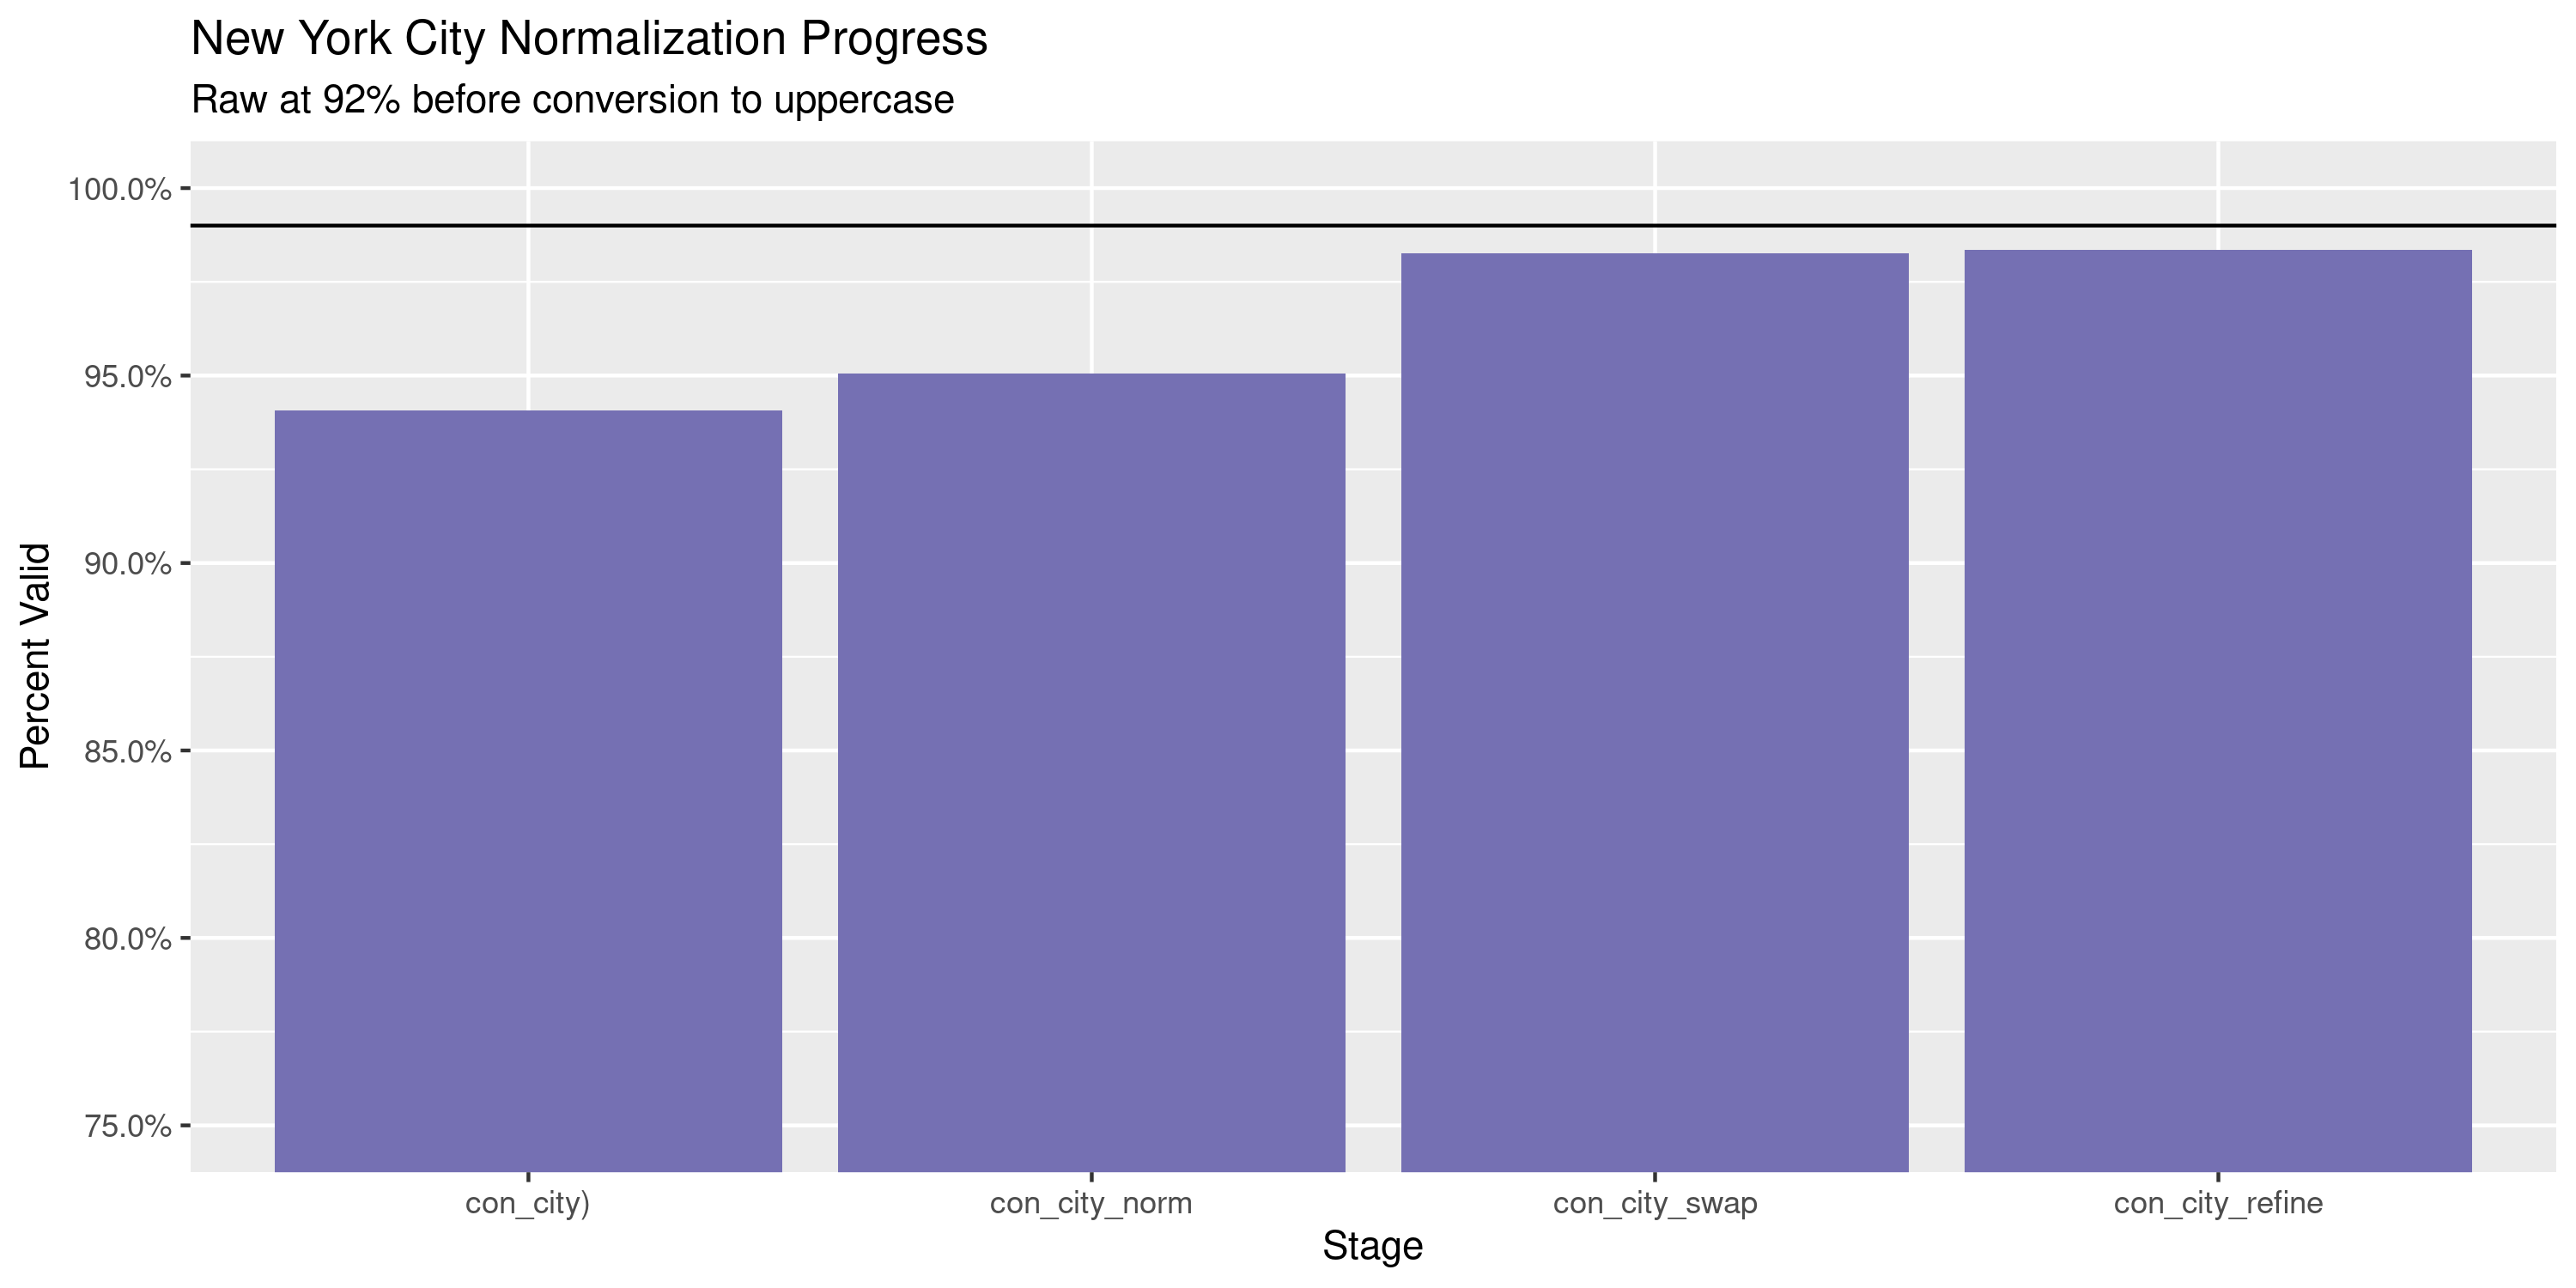 New York City Normalization Progress
Raw at 92% before conversion to uppercase
100.0%
95.0%
90.0%
85.0%
80.0%
75.0%
Percent Valid
con_city)
con_city_norm
con_city_swap
con_city_refine
Stage